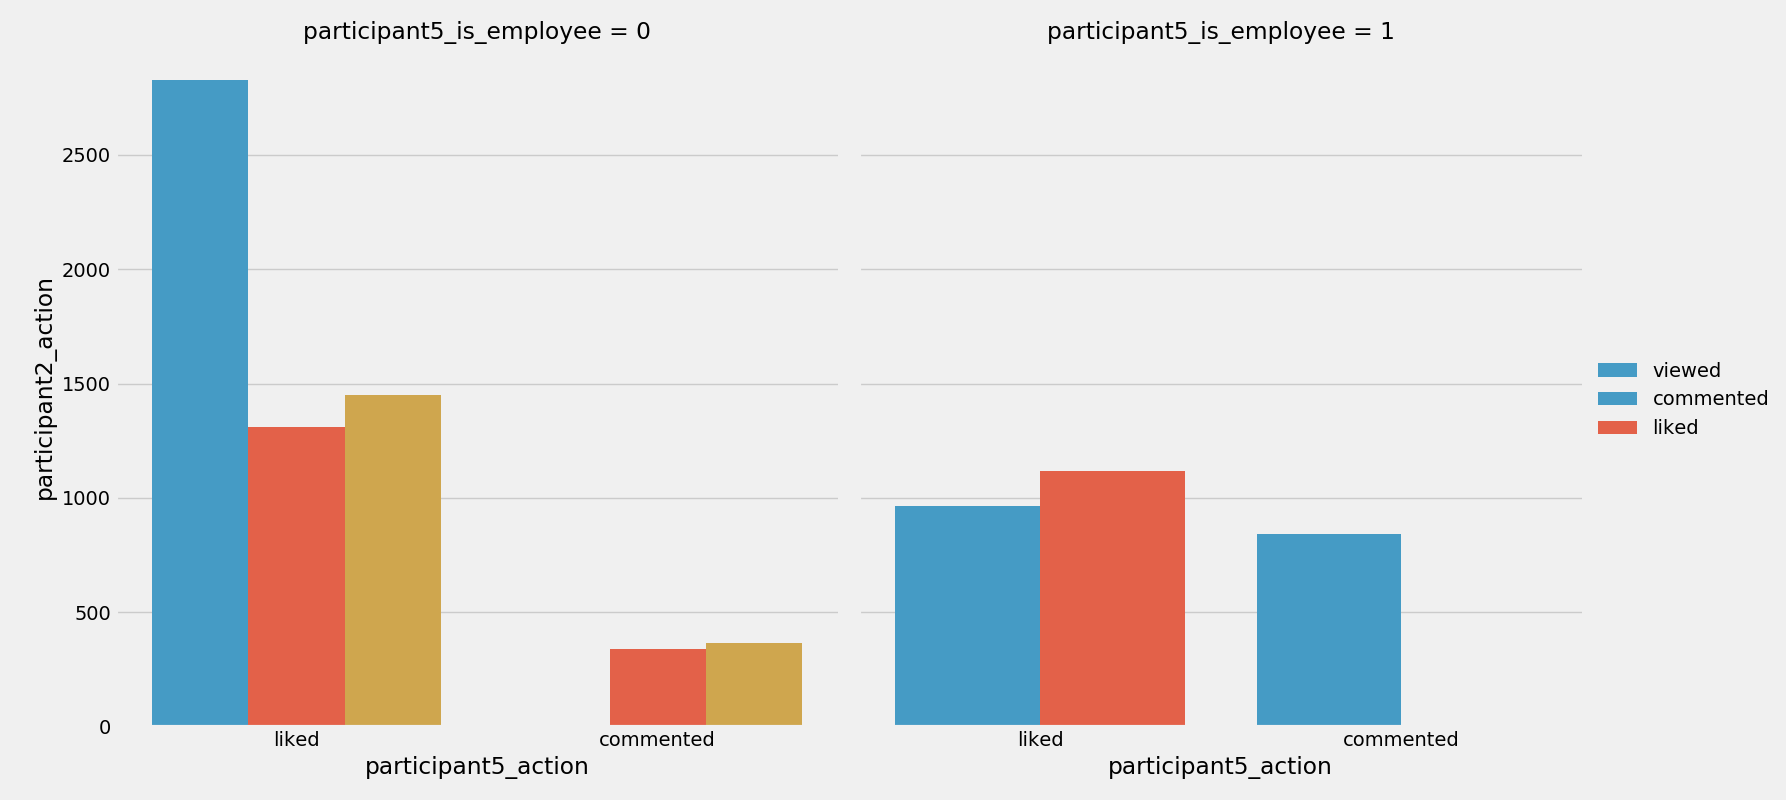 participant5_is_employee = 0
participant5_is_employee = 1
participant2_action
2500
2000
1500
1000
500
0
liked
commented
liked
commented
participant5_action
participant5_action
viewed
commented
liked